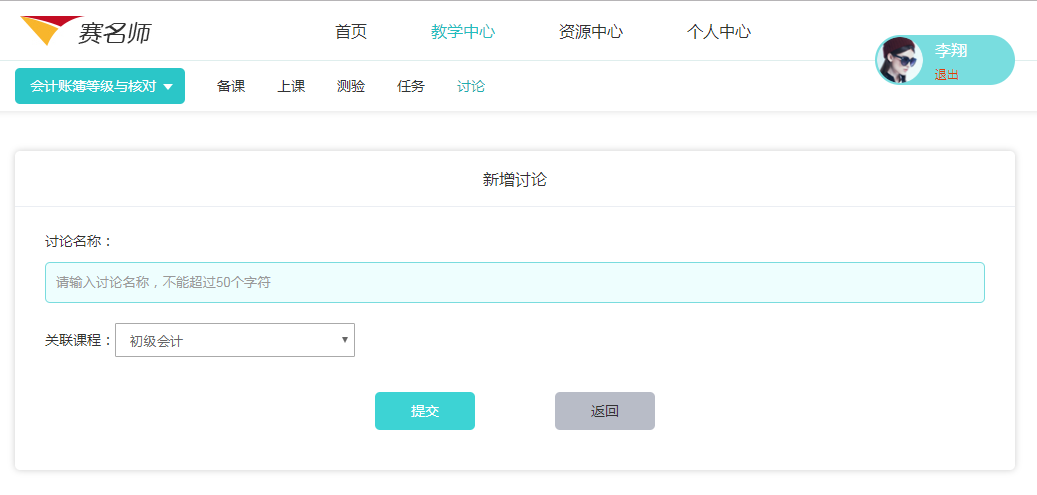 赛名师 首页 教学中心 资源中心 个人中心
李翔
退出
会计账簿等级与核对 备课 上课 测验 任务 讨论
新增讨论
讨论名称：
请输入讨论名称，不能超过50个字符
关联课程： 初级会计
提交 返回